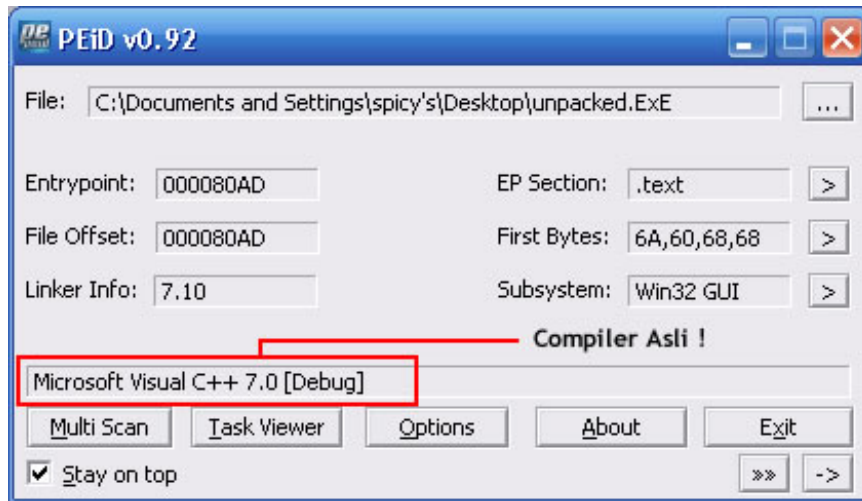 PEiD v0.92
File: C:\Documents and Settings\spicy's\Desktop\unpacked.ExE ...
Entrypoint: 000080AD EP Section: .text >
File Offset: 000080AD First Bytes: 6A,60,68,68 >
Linker Info: 7.10 Subsystem: Win32 GUI >
Compiler Asli !
Microsoft Visual C++ 7.0 [Debug]
Multi Scan Task Viewer Options About Exit
Stay on top »» ->